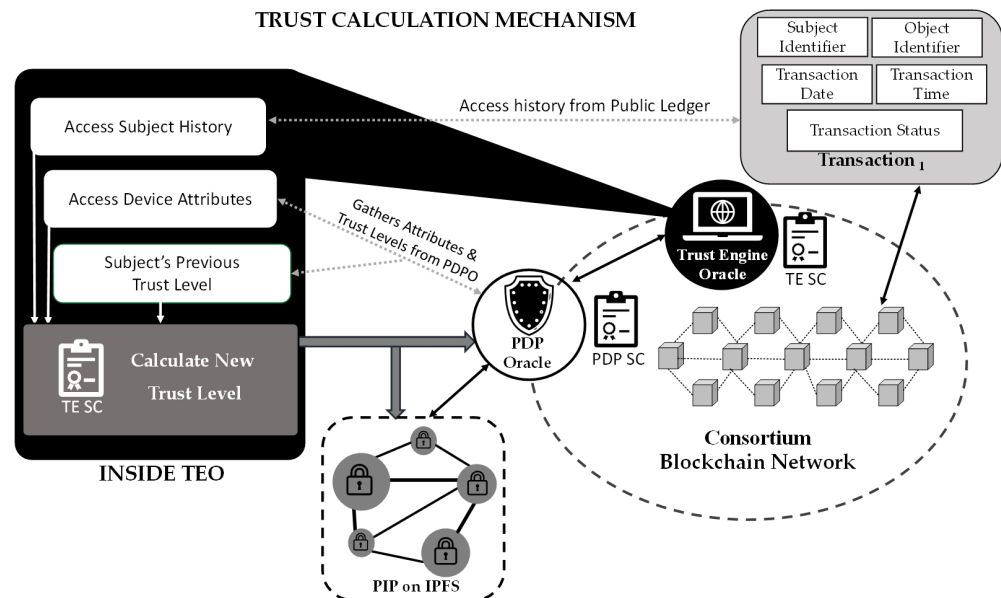 TRUST CALCULATION MECHANISM
Subject
Identifier
Object
Identifier
Transaction
Date
Transaction
Time
Transaction Status
Transaction 1
Access history from Public Ledger
Access Subject History
Access Device Attributes
Subject's Previous
Trust Level
Gathers Attributes &
Trust Levels from PDPO
Calculate New
Trust Level
TE SC
INSIDE TEO
Trust Engine
Oracle
TE SC
PDP
Oracle
PDP SC
Consortium
Blockchain Network
PIP on IPFS